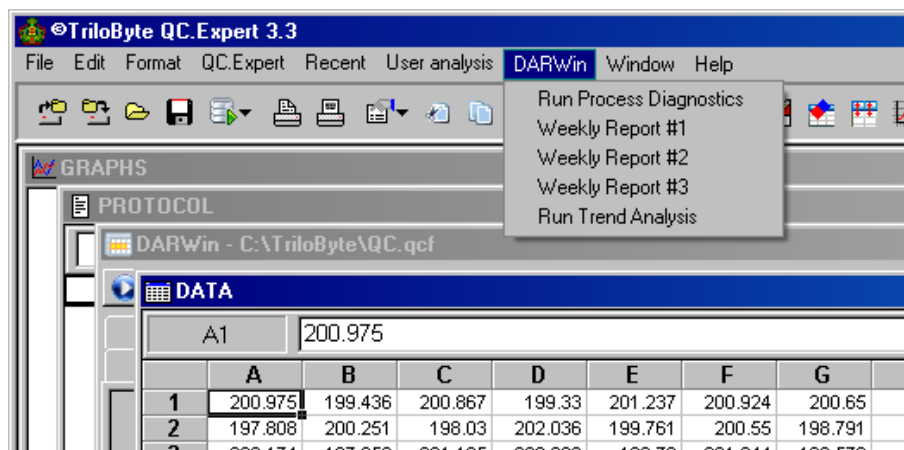 ©TriloByte QC.Expert 3.3
File Edit Format QC.Expert Recent User analysis DARWin Window Help
Run Process Diagnostics
Weekly Report #1
Weekly Report #2
Weekly Report #3
Run Trend Analysis
GRAPHS
PROTOCOL
DARWin - C:\TriloByte\QC.qcf
DATA
A1 200.975
A B C D E F G
1 200.975 199.436 200.867 199.33 201.237 200.924 200.65
2 197.808 200.251 198.03 202.036 199.761 200.55 198.791